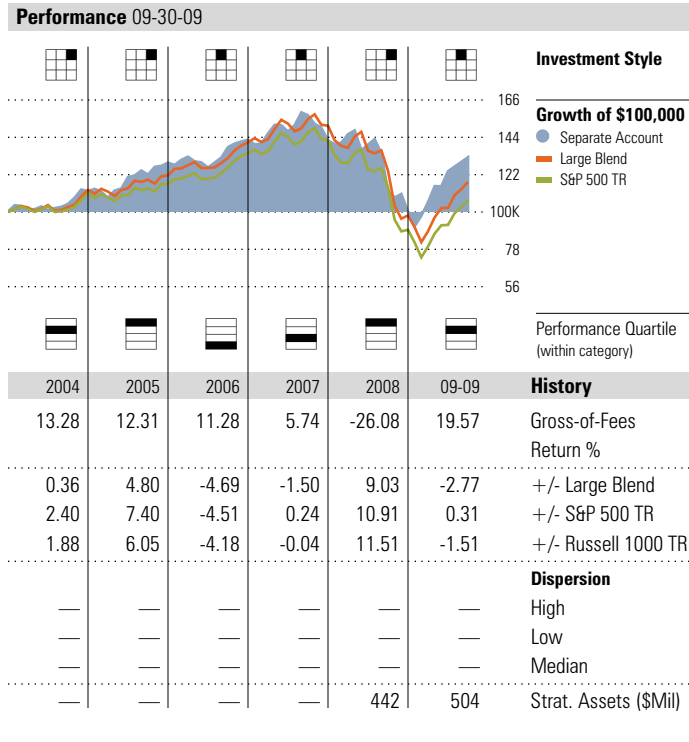 Performance 09-30-09
Investment Style
166
Growth of $100,000
144
Separate Account
Large Blend
122
S&P 500 TR
100K
78
56
Performance Quartile
(within category)
2004 2005 2006 2007 2008 09-09 History
13.28 12.31 11.28 5.74 -26.08 19.57 Gross-of-Fees
Return %
0.36 4.80 -4.69 -1.50 9.03 -2.77 +/- Large Blend
2.40 7.40 -4.51 0.24 10.91 0.31 +/- S&P 500 TR
1.88 6.05 -4.18 -0.04 11.51 -1.51 +/- Russell 1000 TR
Dispersion
— — — — — — High
— — — — — — Low
— — — — — — Median
— — — — 442 504 Strat. Assets ($Mil)